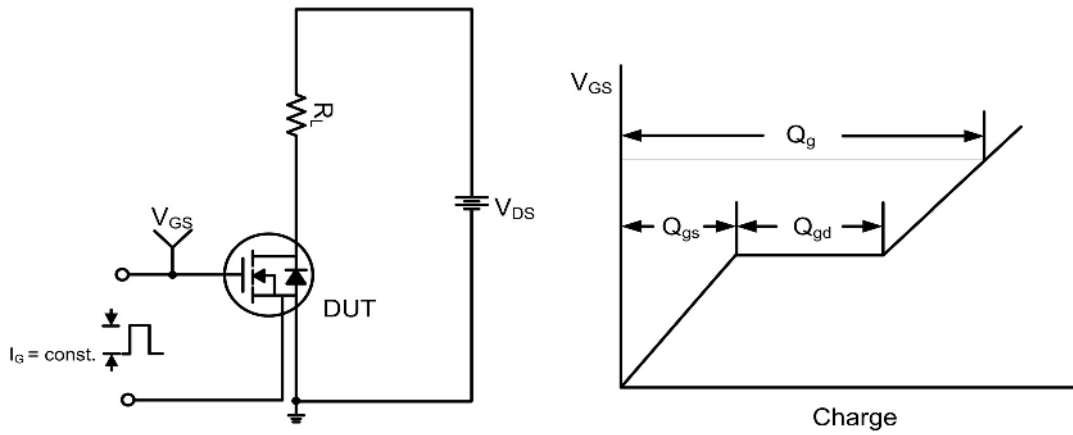 R_L
V_GS
V_DS
DUT
I_G = const.
V_GS
Q_g
Q_gs
Q_gd
Charge